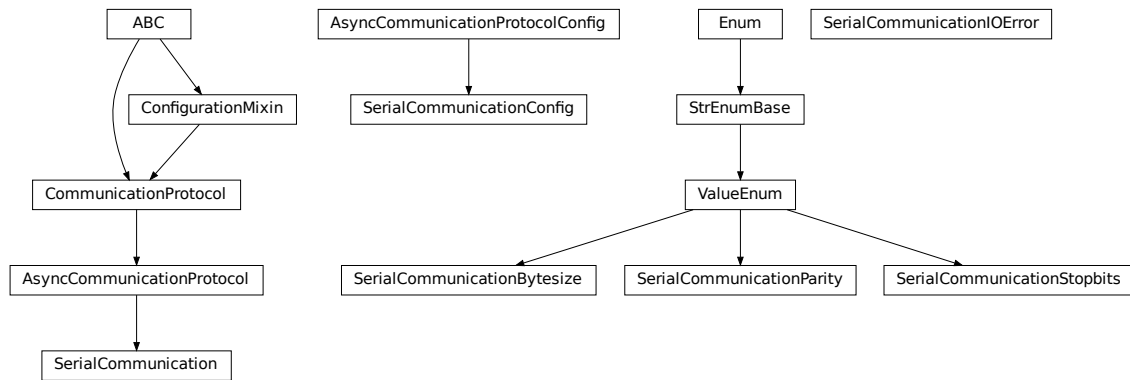 ABC
AsyncCommunicationProtocolConfig
Enum
SerialCommunicationIOError
ConfigurationMixin
SerialCommunicationConfig
StrEnumBase
CommunicationProtocol
ValueEnum
AsyncCommunicationProtocol
SerialCommunicationBytesize
SerialCommunicationParity
SerialCommunicationStopbits
SerialCommunication